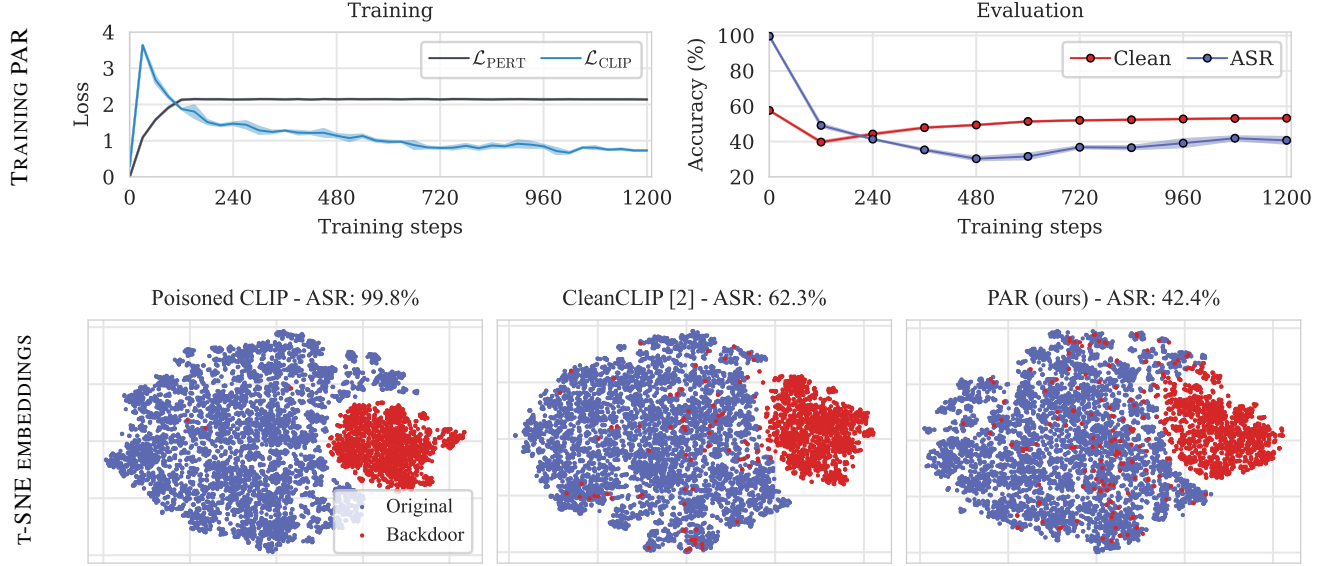 TRAINING PAR
Training
Loss
4
3
2
1
0
ℒPERT ℒCLIP
0 240 480 720 960 1200
Training steps
Evaluation
Accuracy (%)
100
80
60
40
20
Clean ASR
0 240 480 720 960 1200
Training steps
T-SNE EMBEDDINGS
Poisoned CLIP - ASR: 99.8%
Original
Backdoor
CleanCLIP [2] - ASR: 62.3%
PAR (ours) - ASR: 42.4%